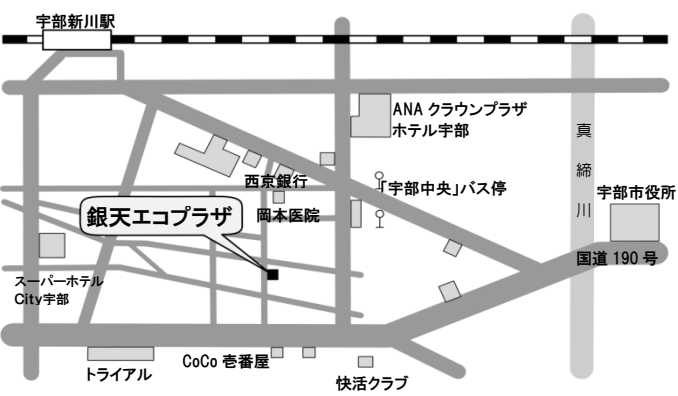 宇部新川駅
ANA クラウンプラザ
ホテル宇部
真締川
西京銀行
「宇部中央」バス停
宇部市役所
銀天エコプラザ
岡本医院
国道 190 号
スーパーホテル
City宇部
CoCo 壱番屋
トライアル
快活クラブ